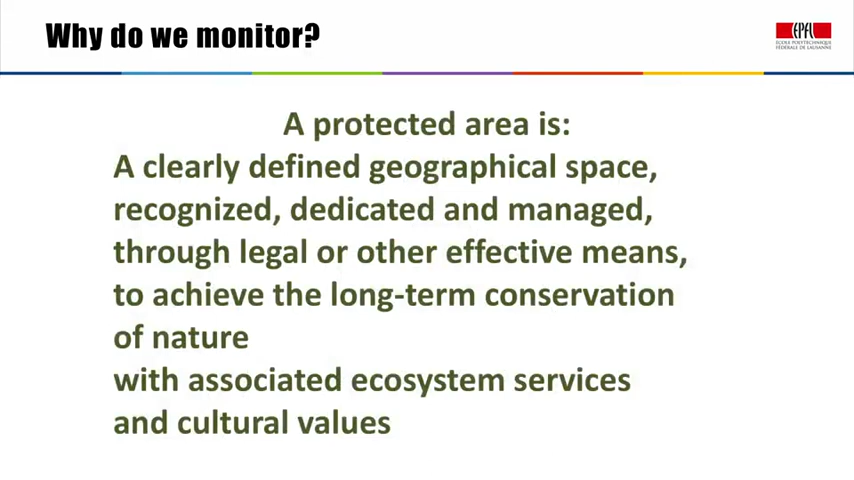 Why do we monitor?
EPFL
ÉCOLE POLYTECHNIQUE
FÉDÉRALE DE LAUSANNE
A protected area is:
A clearly defined geographical space,
recognized, dedicated and managed,
through legal or other effective means,
to achieve the long-term conservation
of nature
with associated ecosystem services
and cultural values